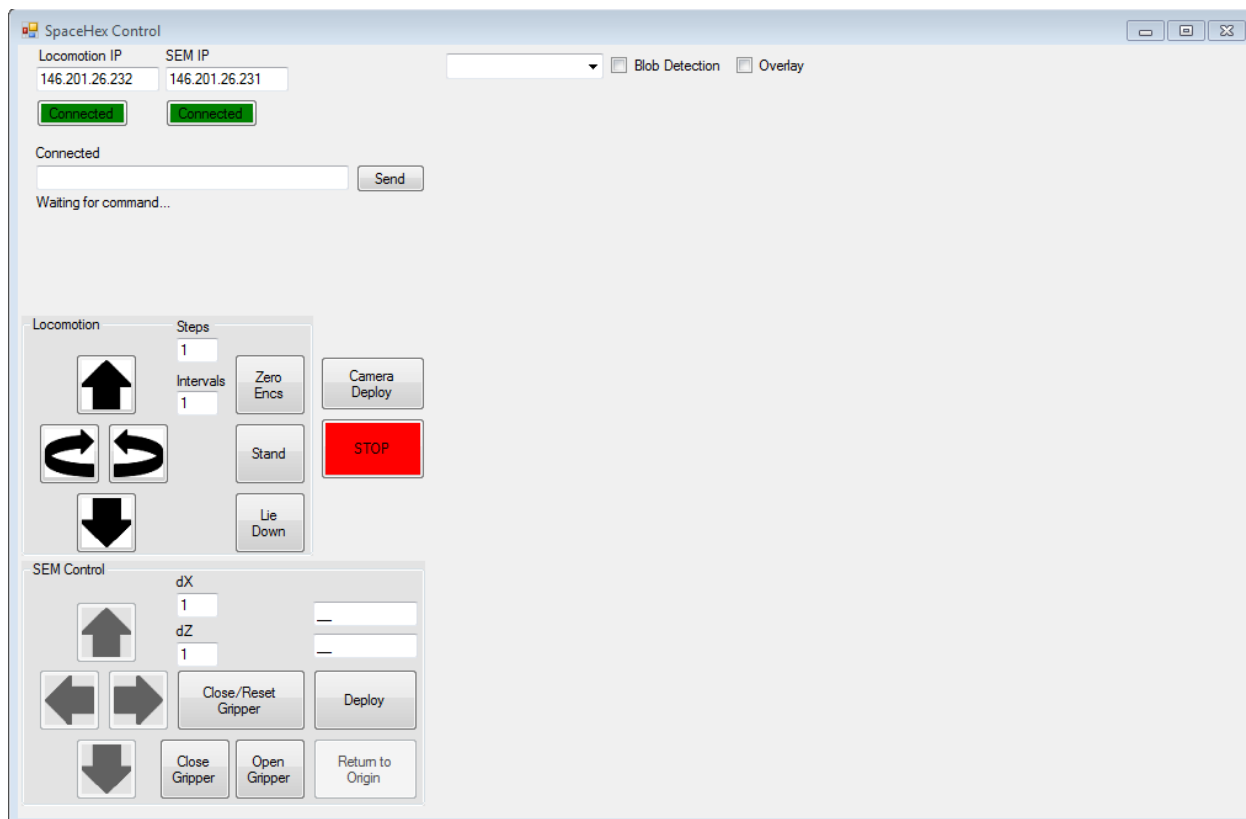 SpaceHex Control
Locomotion IP
SEM IP
146.201.26.232
146.201.26.231
Blob Detection
Overlay
Connected
Connected
Connected
Send
Waiting for command...
Locomotion
Steps
1
Intervals
1
Zero
Encs
Camera
Deploy
Stand
STOP
Lie
Down
SEM Control
dX
1
__
dZ
1
__
Close/Reset
Gripper
Deploy
Close
Gripper
Open
Gripper
Return to
Origin